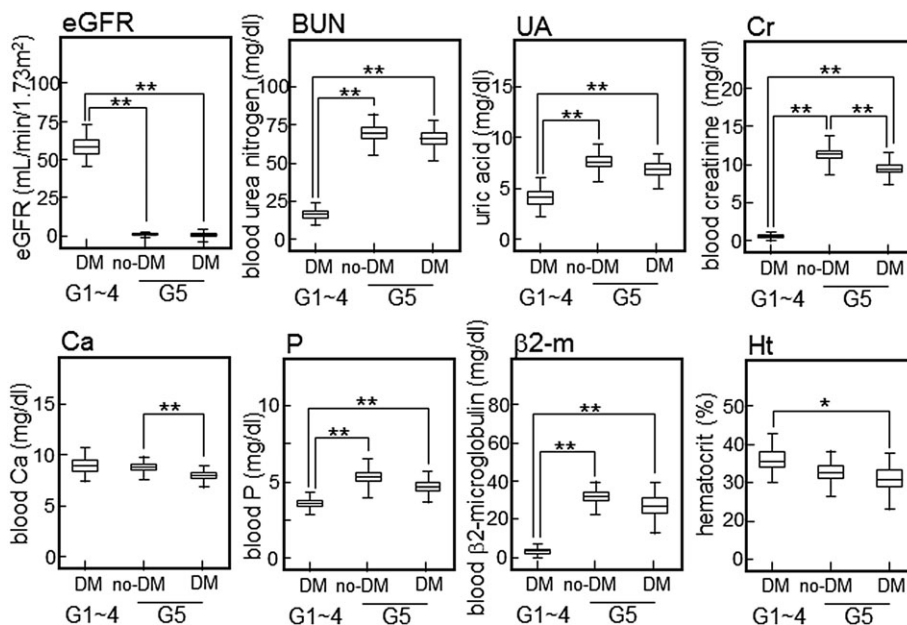 eGFR
eGFR (mL/min/1.73m²)
100
75
50
25
0
**
**
DM no-DM DM
G1~4 G5
BUN
blood urea nitrogen (mg/dl)
100
75
50
25
0
**
**
DM no-DM DM
G1~4 G5
UA
uric acid (mg/dl)
15
10
5
0
**
**
DM no-DM DM
G1~4 G5
Cr
blood creatinine (mg/dl)
20
15
10
5
0
**
** **
DM no-DM DM
G1~4 G5
Ca
blood Ca (mg/dl)
15
10
5
0
**
DM no-DM DM
G1~4 G5
P
blood P (mg/dl)
10
5
0
**
**
DM no-DM DM
G1~4 G5
β2-m
blood β2-microglobulin (mg/dl)
80
60
40
20
0
**
**
DM no-DM DM
G1~4 G5
Ht
hematocrit (%)
50
40
30
0
*
DM no-DM DM
G1~4 G5